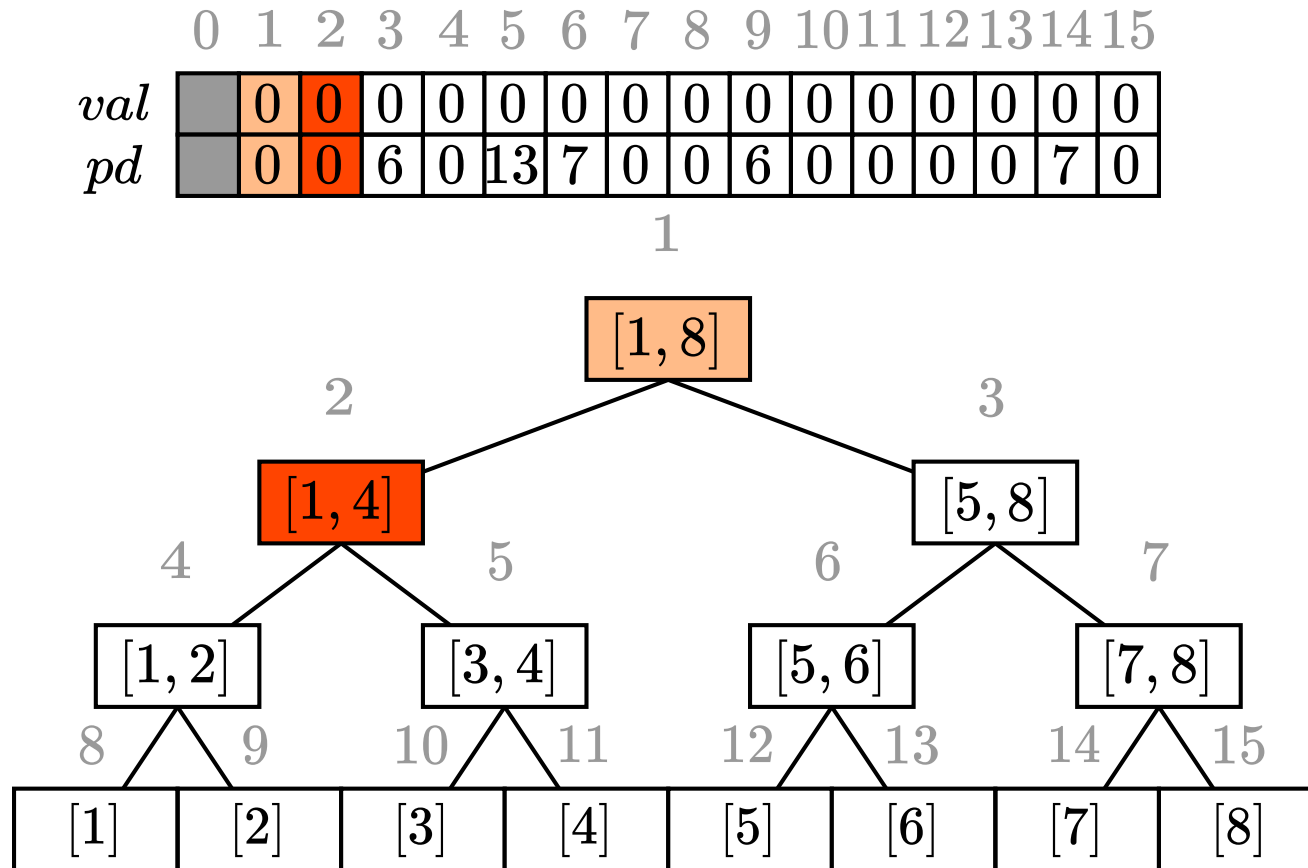 0 1 2 3 4 5 6 7 8 9 10 11 12 13 14 15
val 0 0 0 0 0 0 0 0 0 0 0 0 0 0 0
pd 0 0 6 0 13 7 0 0 6 0 0 0 0 7 0
1
[1, 8]
2 3
[1, 4] [5, 8]
4 5 6 7
[1, 2] [3, 4] [5, 6] [7, 8]
8 9 10 11 12 13 14 15
[1] [2] [3] [4] [5] [6] [7] [8]